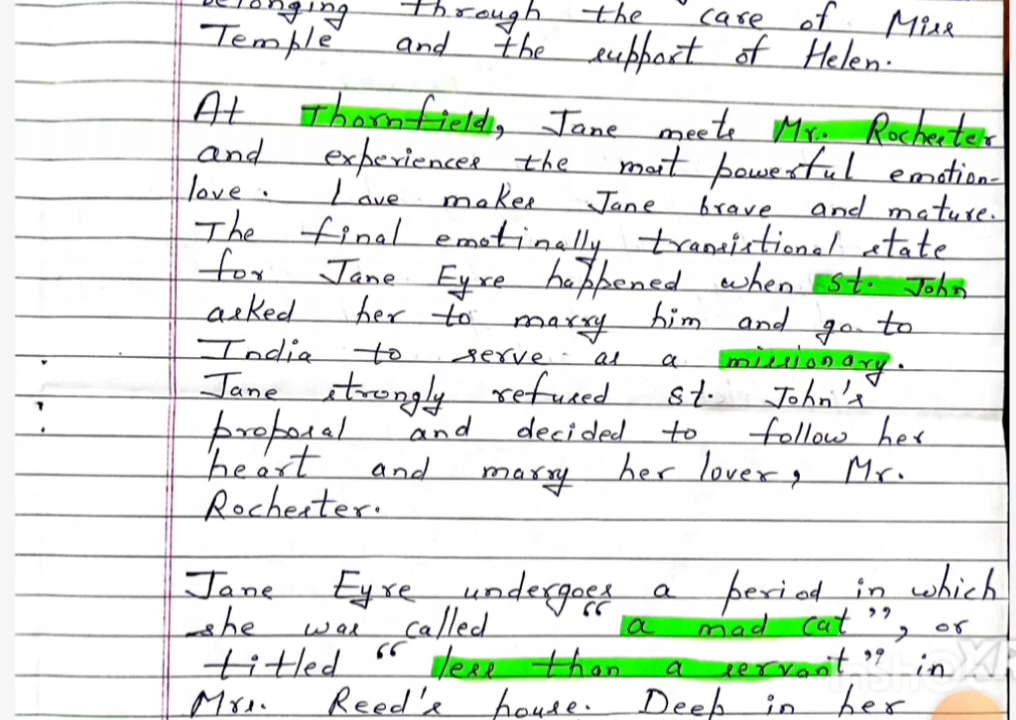 belonging through the care of Miss
Temple and the support of Helen.
At Thornfield, Jane meets Mr. Rochester
and experiences the most powerful emotion-
love. Love makes Jane brave and mature.
The final emotinally transistional state
for Jane Eyre happened when St. John
asked her to marry him and go to
India to serve as a missionary.
Jane strongly refused St. John's
proposal and decided to follow her
heart and marry her lover, Mr.
Rochester.
Jane Eyre undergoes a period in which
she was called “a mad cat”, or
titled “less than a servant” in
Mrs. Reed's house. Deep in her